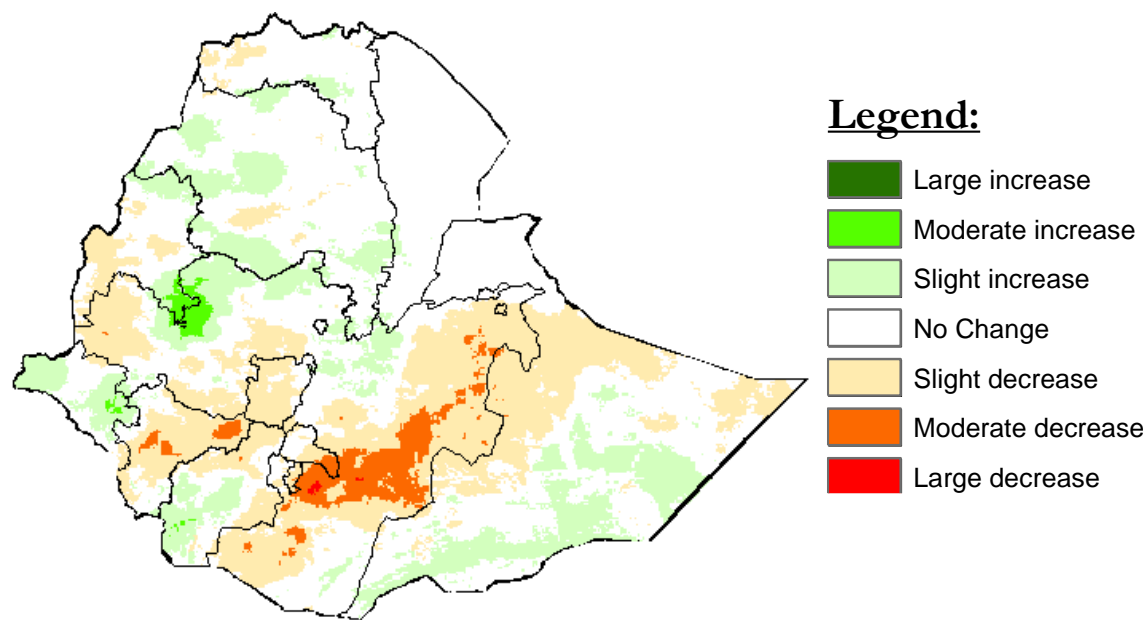 Legend:
Large increase
Moderate increase
Slight increase
No Change
Slight decrease
Moderate decrease
Large decrease